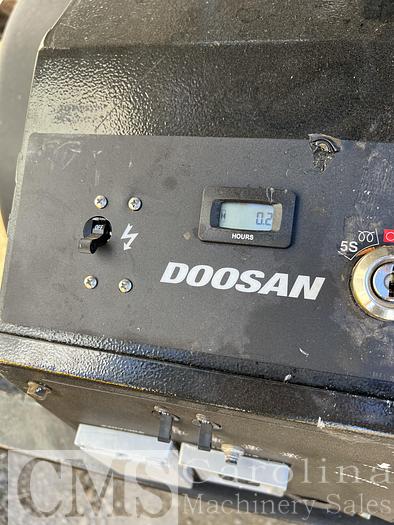 0.2
HOURS
5S
DOOSAN
CMS Carolina
Machinery Sales